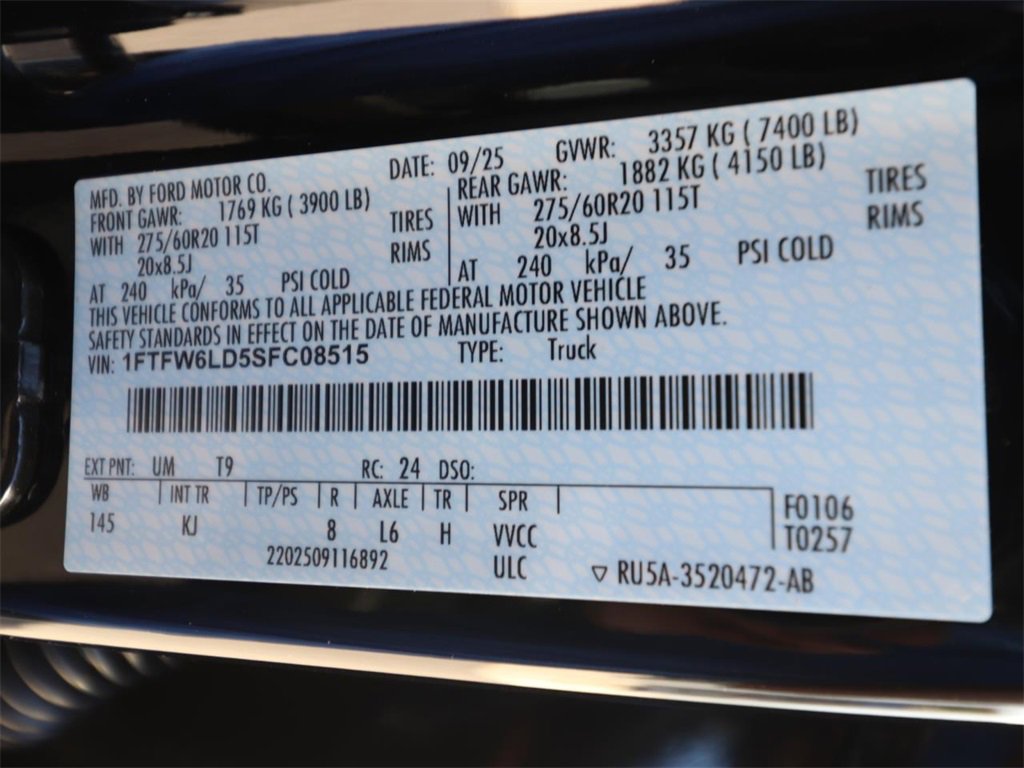 MFD. BY FORD MOTOR CO.
DATE: 09/25
GVWR: 3357 KG ( 7400 LB)
FRONT GAWR: 1769 KG ( 3900 LB)
WITH 275/60R20 115T TIRES
20x8.5J RIMS
AT 240 kPa/ 35 PSI COLD
REAR GAWR: 1882 KG ( 4150 LB)
WITH 275/60R20 115T TIRES
20x8.5J RIMS
AT 240 kPa/ 35 PSI COLD
THIS VEHICLE CONFORMS TO ALL APPLICABLE FEDERAL MOTOR VEHICLE
SAFETY STANDARDS IN EFFECT ON THE DATE OF MANUFACTURE SHOWN ABOVE.
VIN: 1FTFW6LD5SFC08515 TYPE: Truck
EXT PNT: UM T9 RC: 24 DSO:
WB INT TR TP/PS R AXLE TR SPR F0106
145 KJ 8 L6 H VVCC T0257
2202509116892 ULC ▽ RU5A-3520472-AB